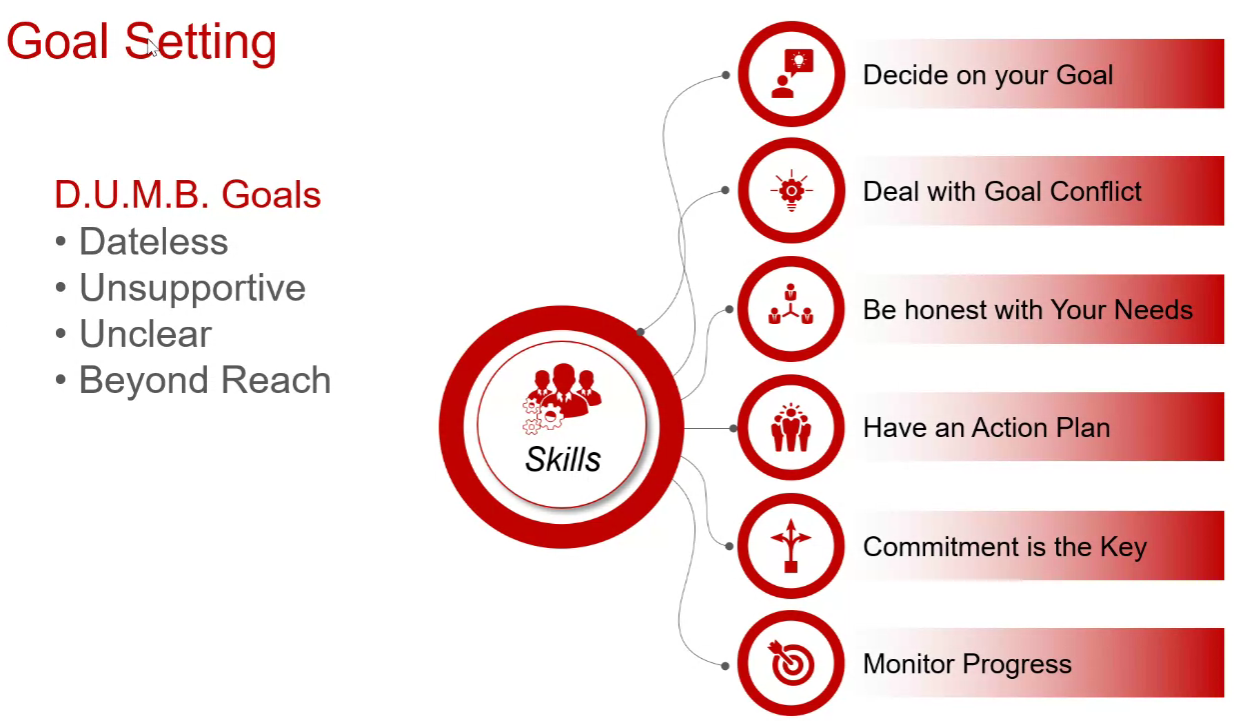 Goal Setting
D.U.M.B. Goals
• Dateless
• Unsupportive
• Unclear
• Beyond Reach
Skills
Decide on your Goal
Deal with Goal Conflict
Be honest with Your Needs
Have an Action Plan
Commitment is the Key
Monitor Progress